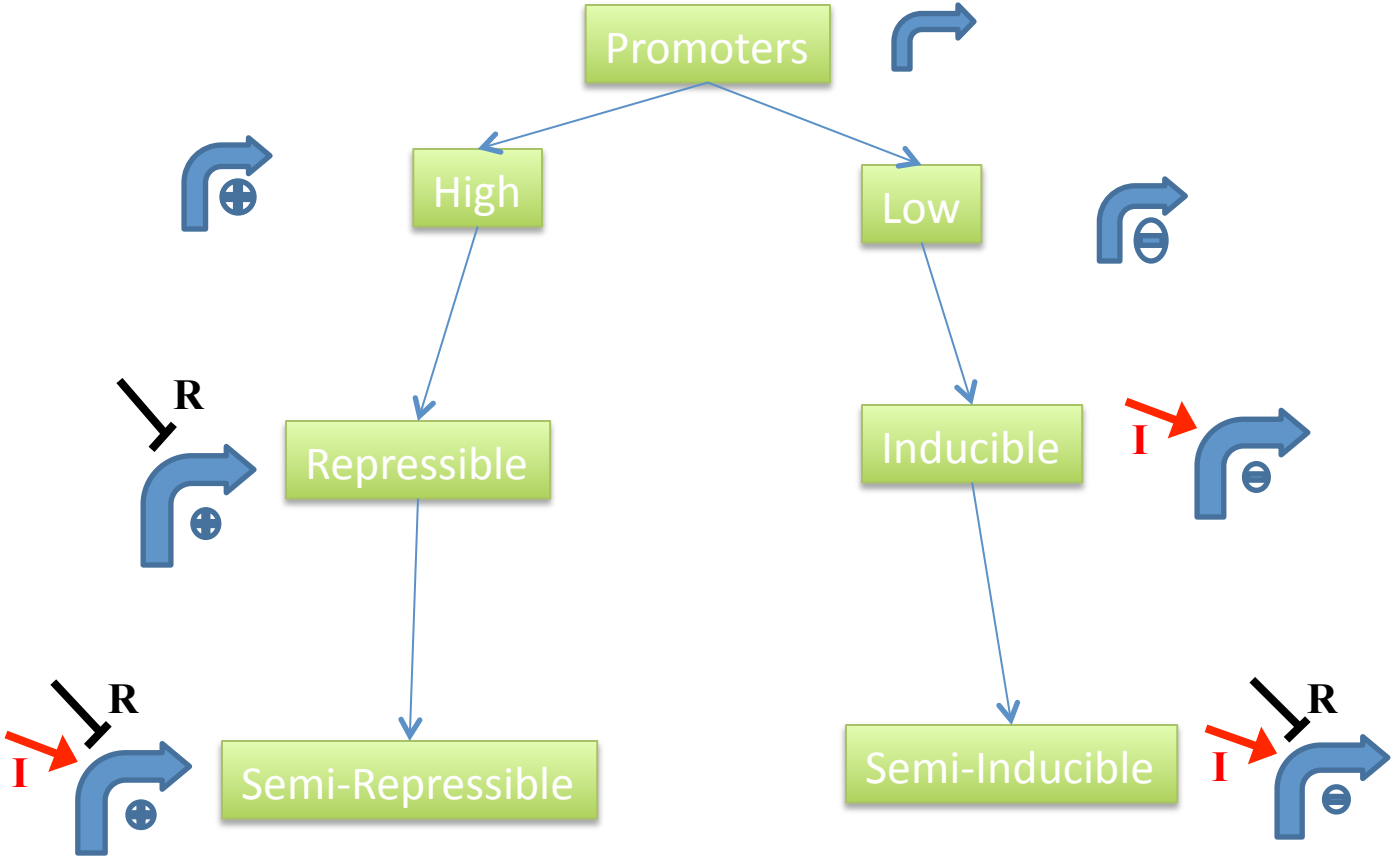 Promoters
High
Low
R
Repressible
Inducible
I
R
I
Semi-Repressible
Semi-Inducible
R
I